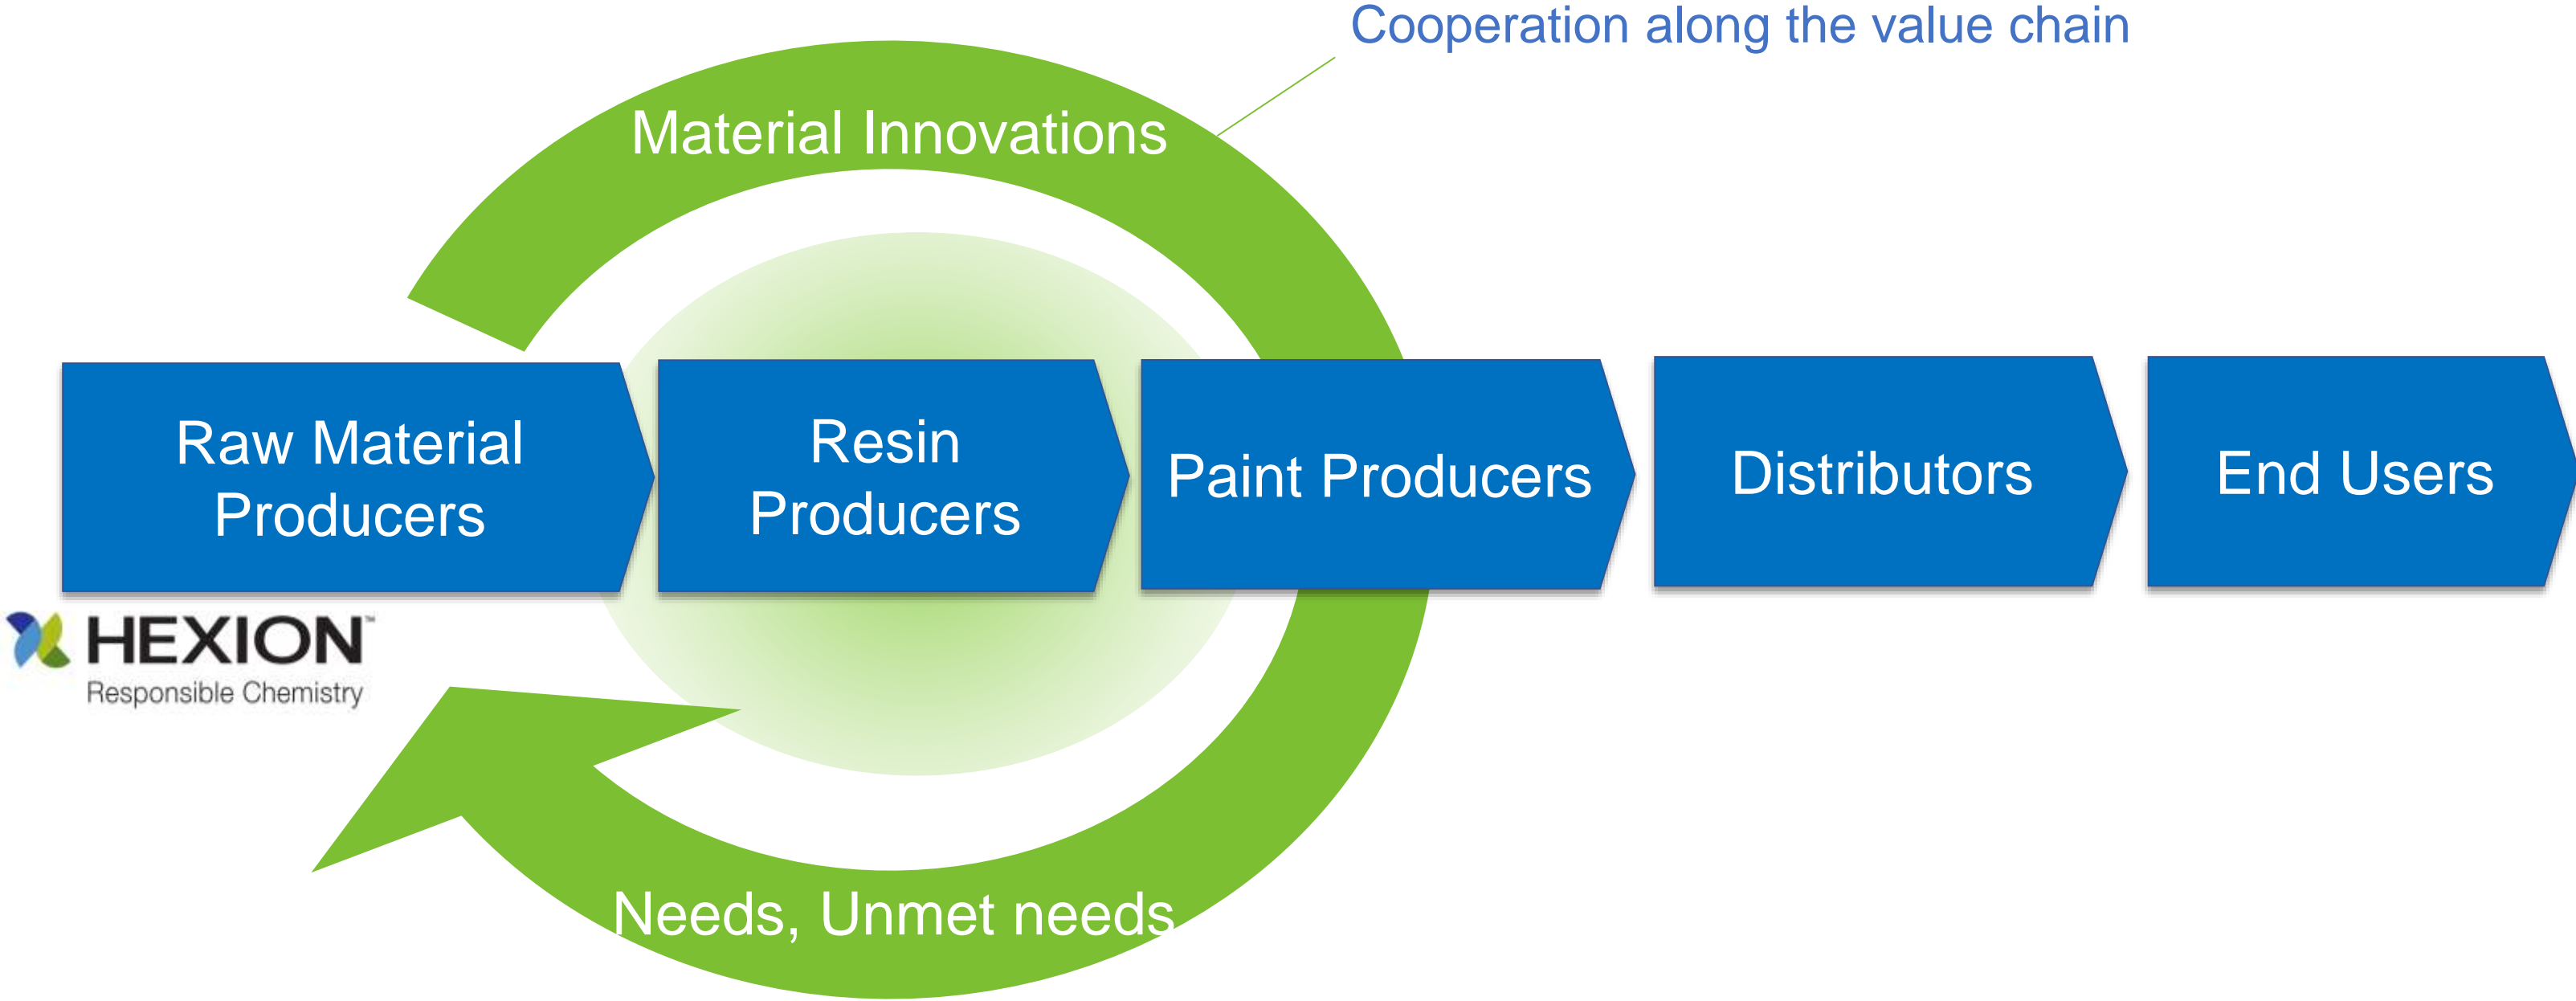 Cooperation along the value chain
Material Innovations
Raw Material
Producers
Resin
Producers
Paint Producers
Distributors
End Users
HEXION™
Responsible Chemistry
Needs, Unmet needs